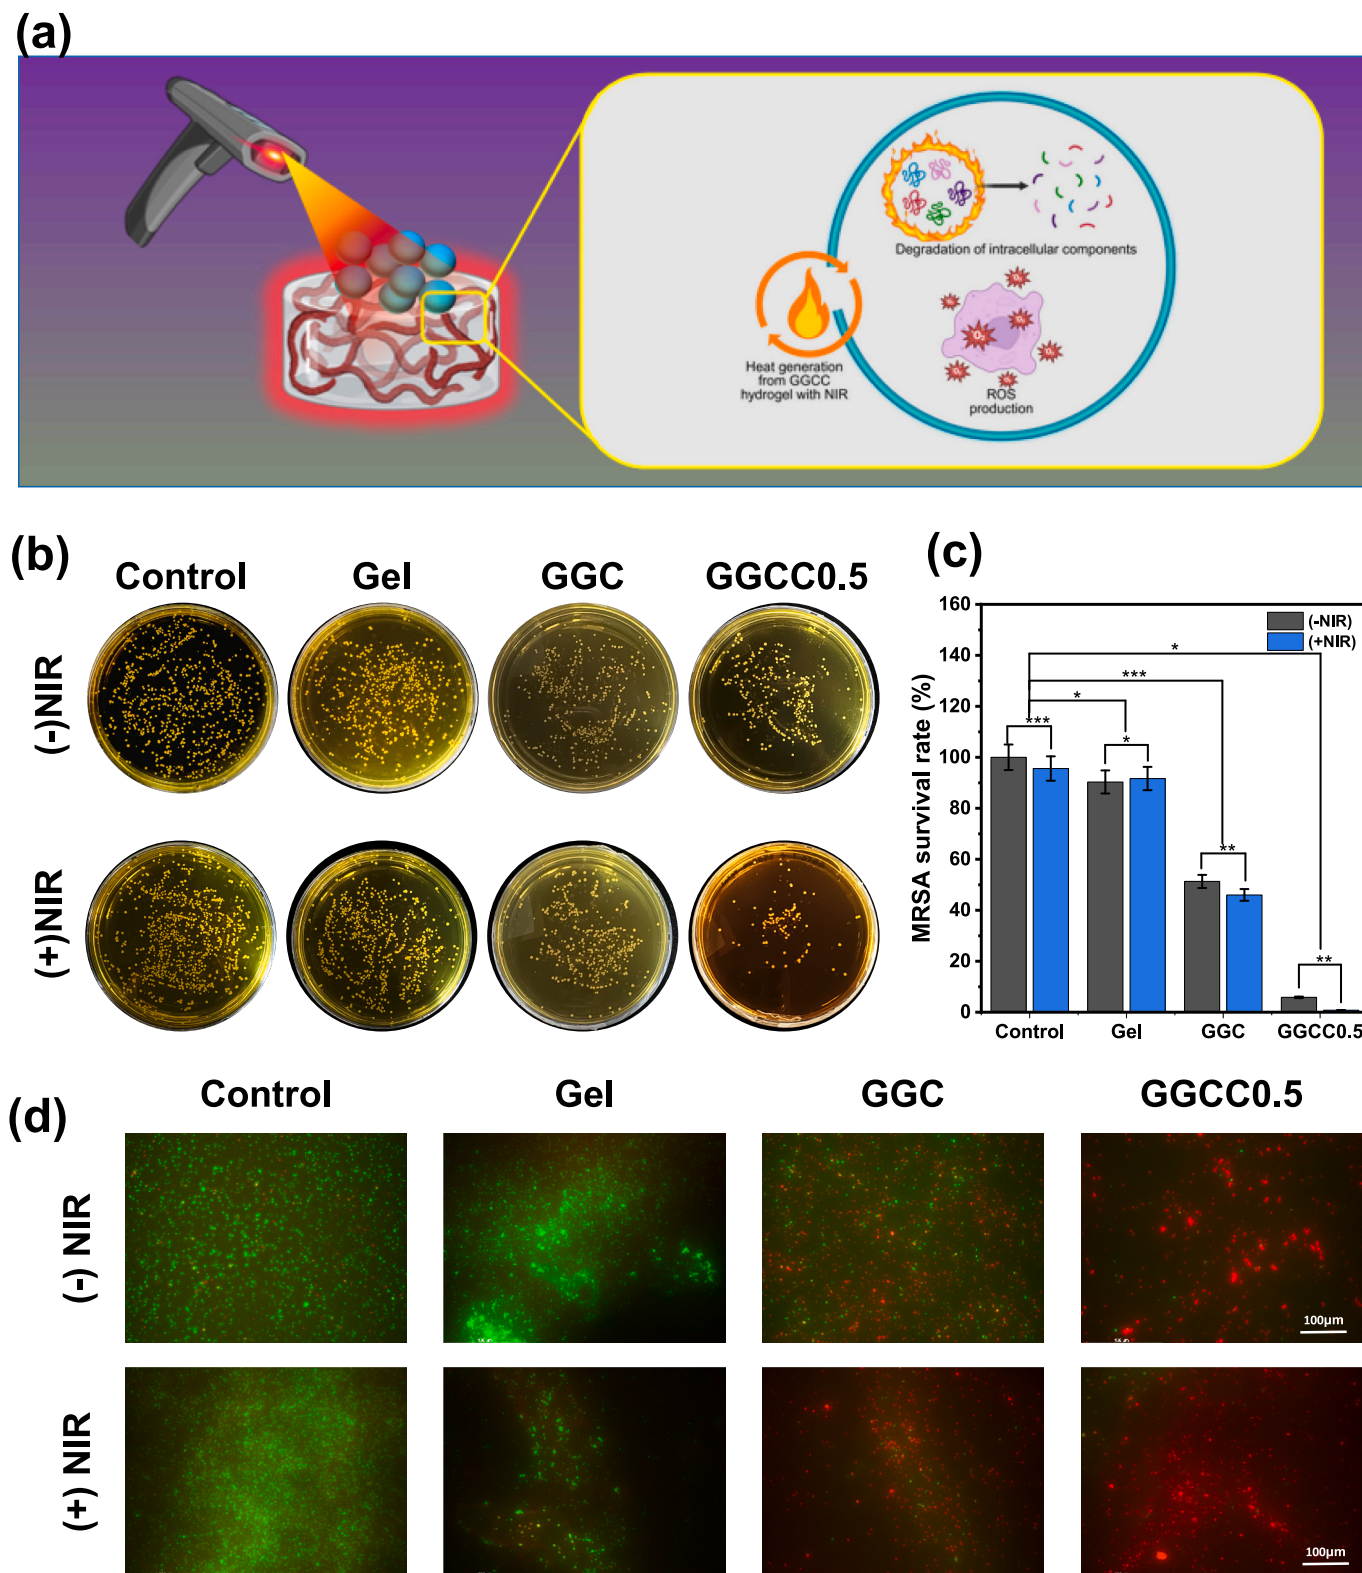 (a)
Degradation of intracellular components
Heat generation
from GGCC
hydrogel with NIR
ROS
production
(b)
Control Gel GGC GGCC0.5
(-)NIR
(+)NIR
(c)
160
140
120
100
80
60
40
20
0
MRSA survival rate (%)
(-NIR)
(+NIR)
*
***
*
***
*
**
**
Control Gel GGC GGCC0.5
(d)
Control Gel GGC GGCC0.5
(-) NIR
100μm
(+) NIR
100μm